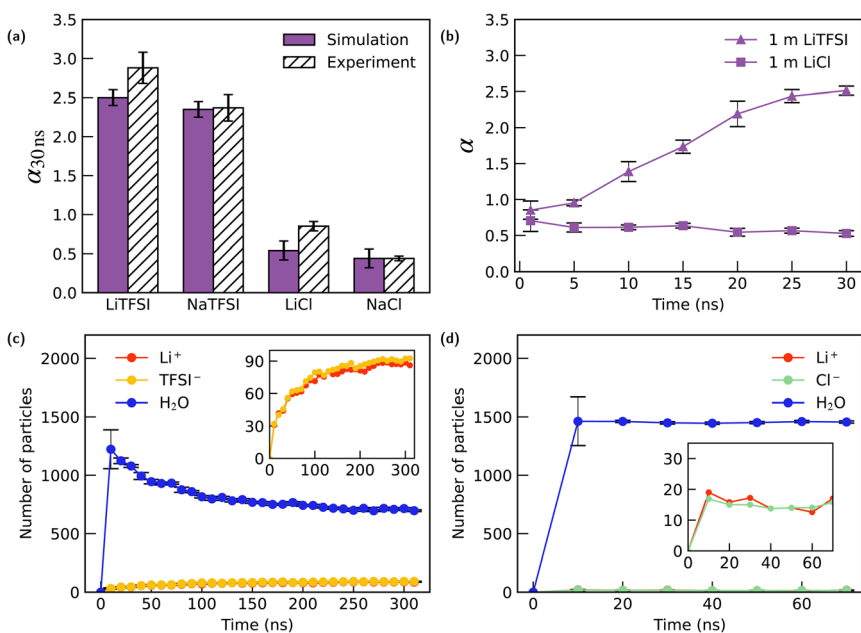 (a)
3.5
3.0
2.5
2.0
1.5
1.0
0.5
0.0
α30 ns
Simulation
Experiment
LiTFSI NaTFSI LiCl NaCl
(b)
3.5
3.0
2.5
2.0
1.5
1.0
0.5
0.0
α
1 m LiTFSI
1 m LiCl
0 5 10 15 20 25 30
Time (ns)
(c)
2000
1500
1000
500
0
Number of particles
Li⁺
TFSI⁻
H₂O
90
60
30
0
0 100 200 300
0 50 100 150 200 250 300
Time (ns)
(d)
2000
1500
1000
500
0
Number of particles
Li⁺
Cl⁻
H₂O
30
20
10
0
0 20 40 60
0 20 40 60
Time (ns)